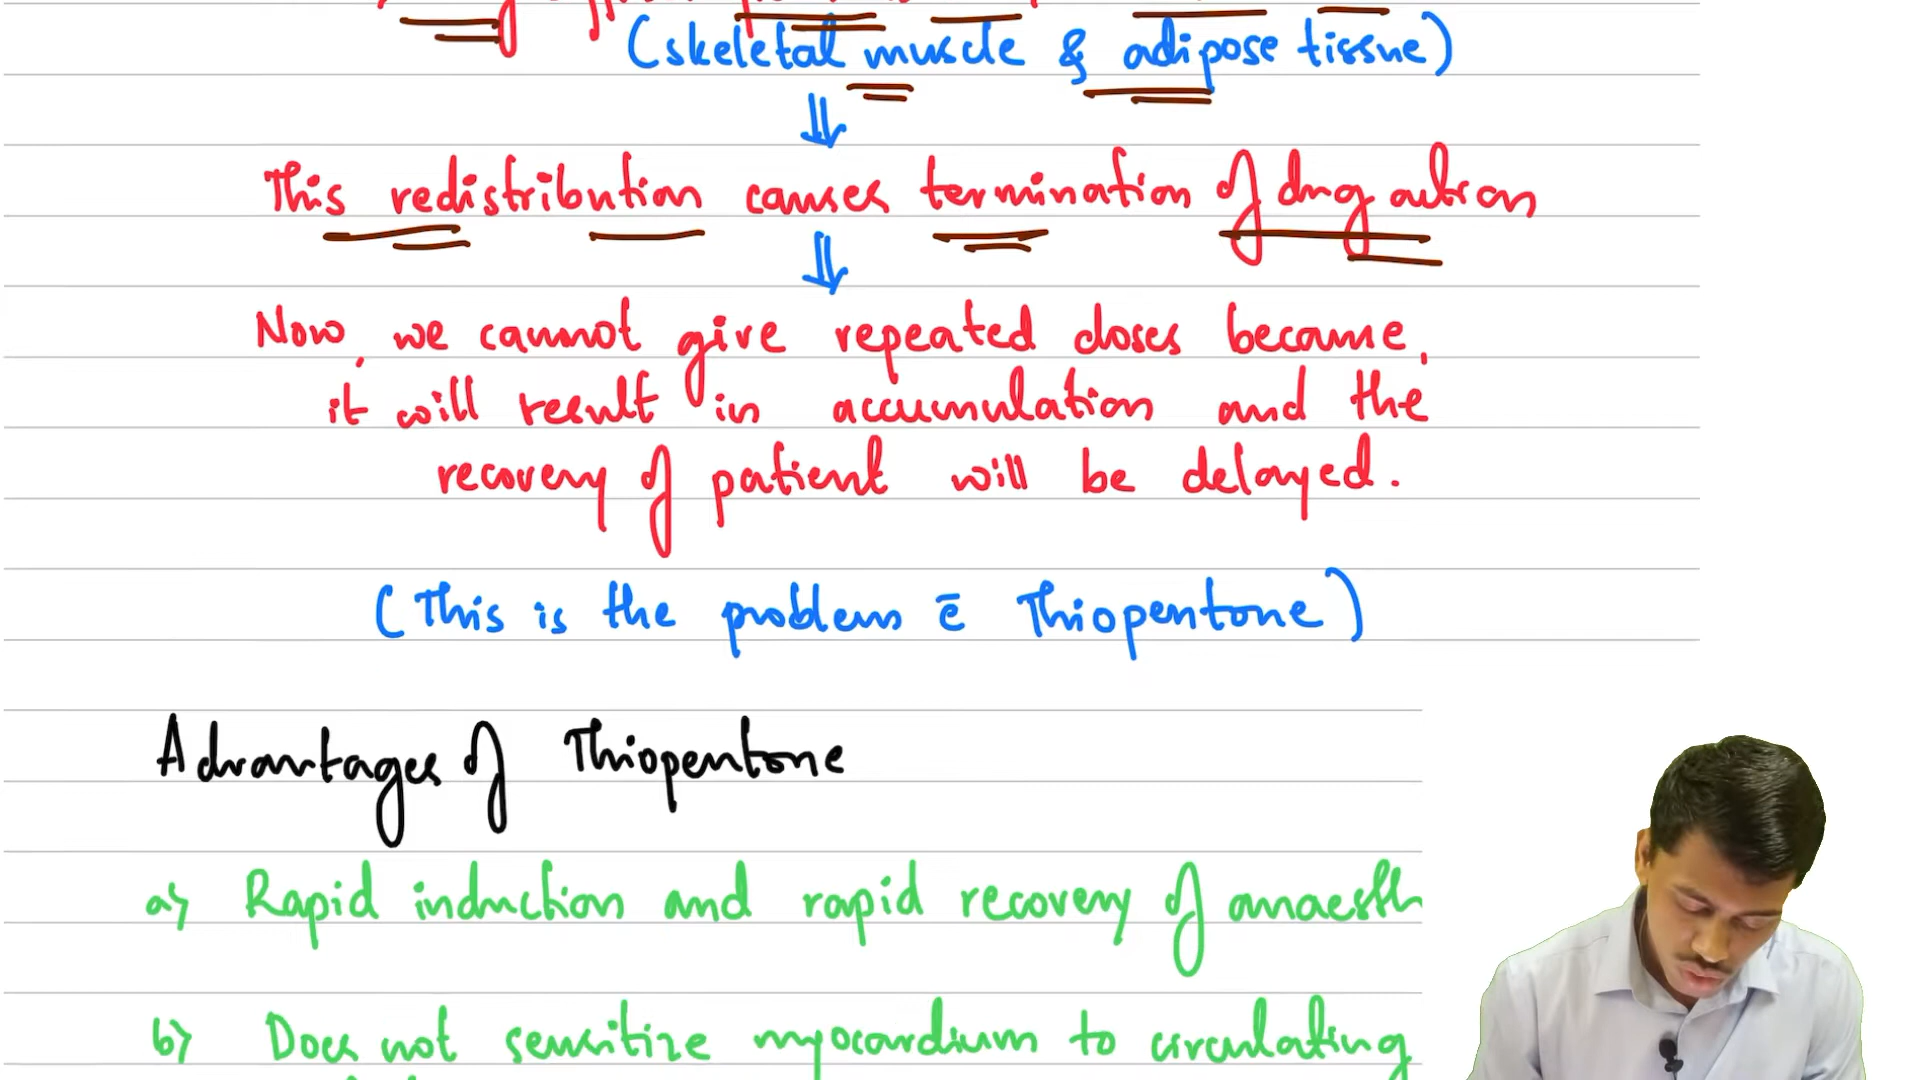 (skeletal muscle & adipose tissue)
⇓
This redistribution causes termination of drug action
⇓
Now, we cannot give repeated doses because,
it will result in accumulation and the
recovery of patient will be delayed.
(This is the problem c̄ Thiopentone)
Advantages of Thiopentone
a) Rapid induction and rapid recovery of anaesth
b) Does not sensitize myocardium to circulating